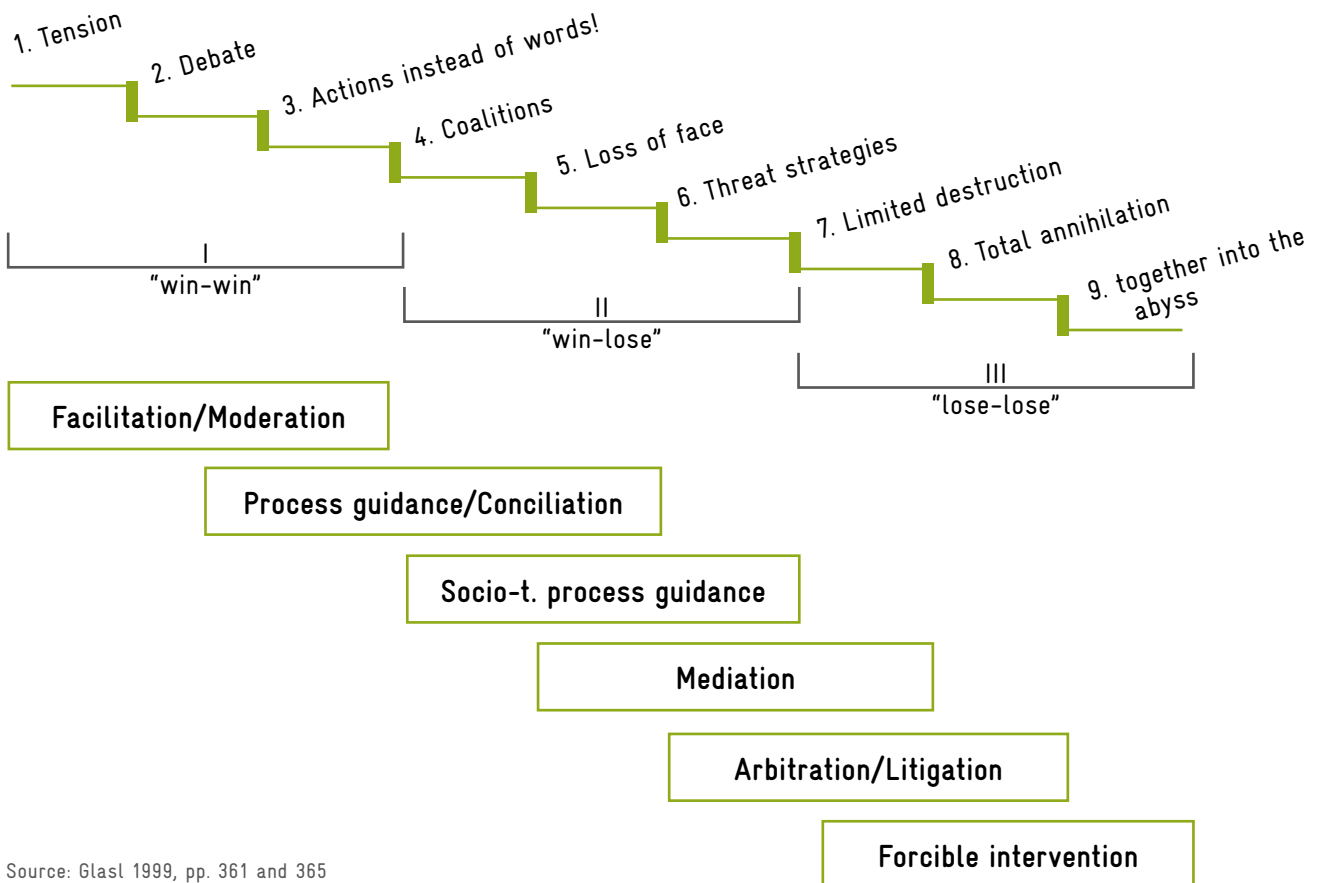 1. Tension
2. Debate
3. Actions instead of words!
4. Coalitions
5. Loss of face
6. Threat strategies
7. Limited destruction
8. Total annihilation
9. together into the
abyss
I
"win-win"
II
"win-lose"
III
"lose-lose"
Facilitation/Moderation
Process guidance/Conciliation
Socio-t. process guidance
Mediation
Arbitration/Litigation
Forcible intervention
Source: Glasl 1999, pp. 361 and 365